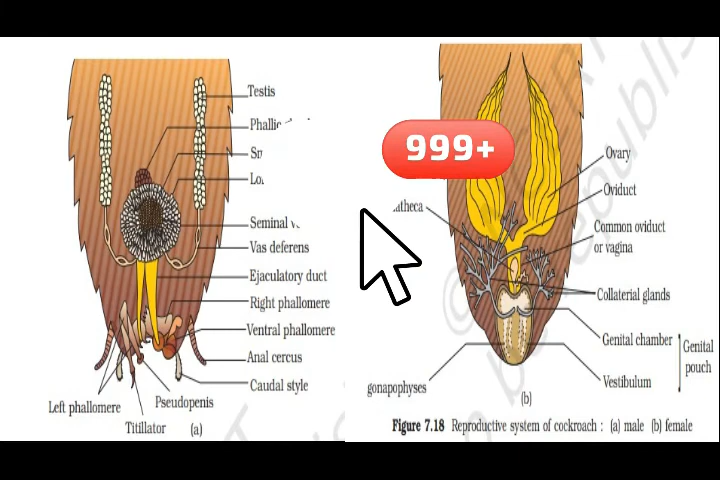 Testis
Phallic
Seminal
Vas deferens
Ejaculatory duct
Right phallomere
Ventral phallomere
Anal cercus
Caudal style
Left phallomere
Pseudopenis
Titillator
(a)
999+
Ovary
Oviduct
Common oviduct
or vagina
Collaterial glands
Genital chamber
Genital
pouch
Vestibulum
gonapophyses
(b)
Figure 7.18 Reproductive system of cockroach : (a) male (b) female